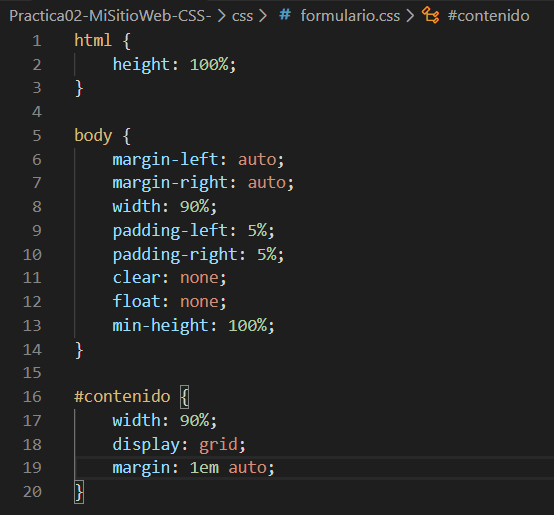 Practica02-MiSitioWeb-CSS- > css > # formulario.css > #contenido
1 html {
2     height: 100%;
3 }
4
5 body {
6     margin-left: auto;
7     margin-right: auto;
8     width: 90%;
9     padding-left: 5%;
10     padding-right: 5%;
11     clear: none;
12     float: none;
13     min-height: 100%;
14 }
15
16 #contenido {
17     width: 90%;
18     display: grid;
19     margin: 1em auto;
20 }